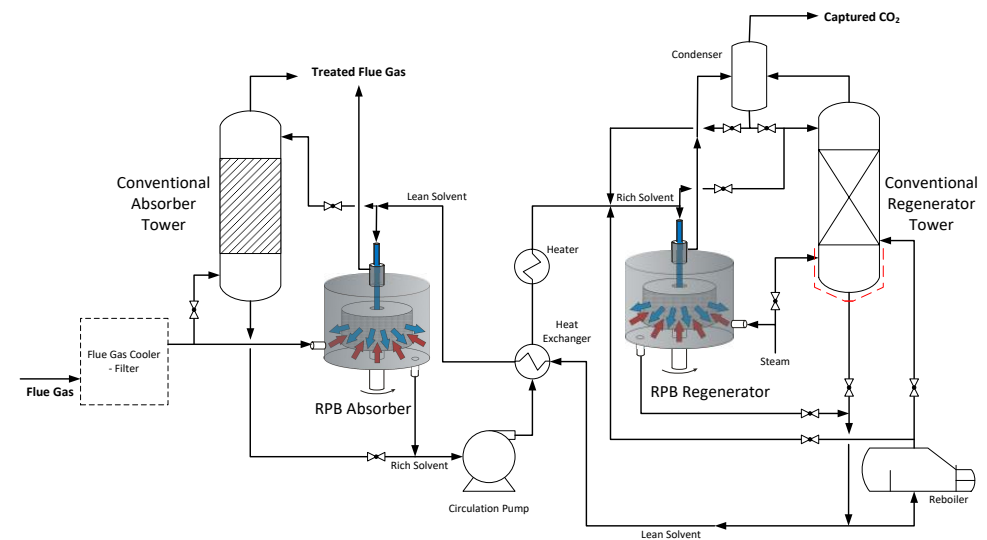 Captured CO₂
Condenser
Treated Flue Gas
Conventional
Absorber
Tower
Lean Solvent
Rich Solvent
Conventional
Regenerator
Tower
Heater
Heat
Exchanger
Flue Gas Cooler
- Filter
Flue Gas
Steam
RPB Absorber
RPB Regenerator
Rich Solvent
Circulation Pump
Reboiler
Lean Solvent